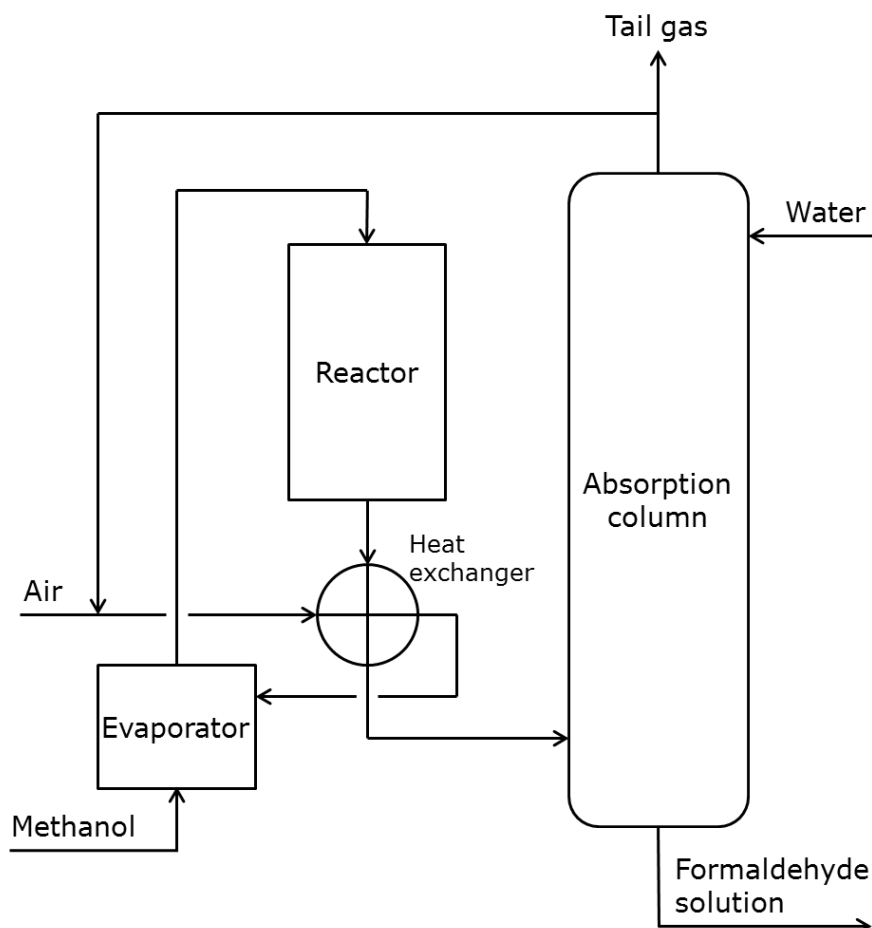 Tail gas
Water
Reactor
Absorption
column
Heat
exchanger
Air
Evaporator
Methanol
Formaldehyde
solution